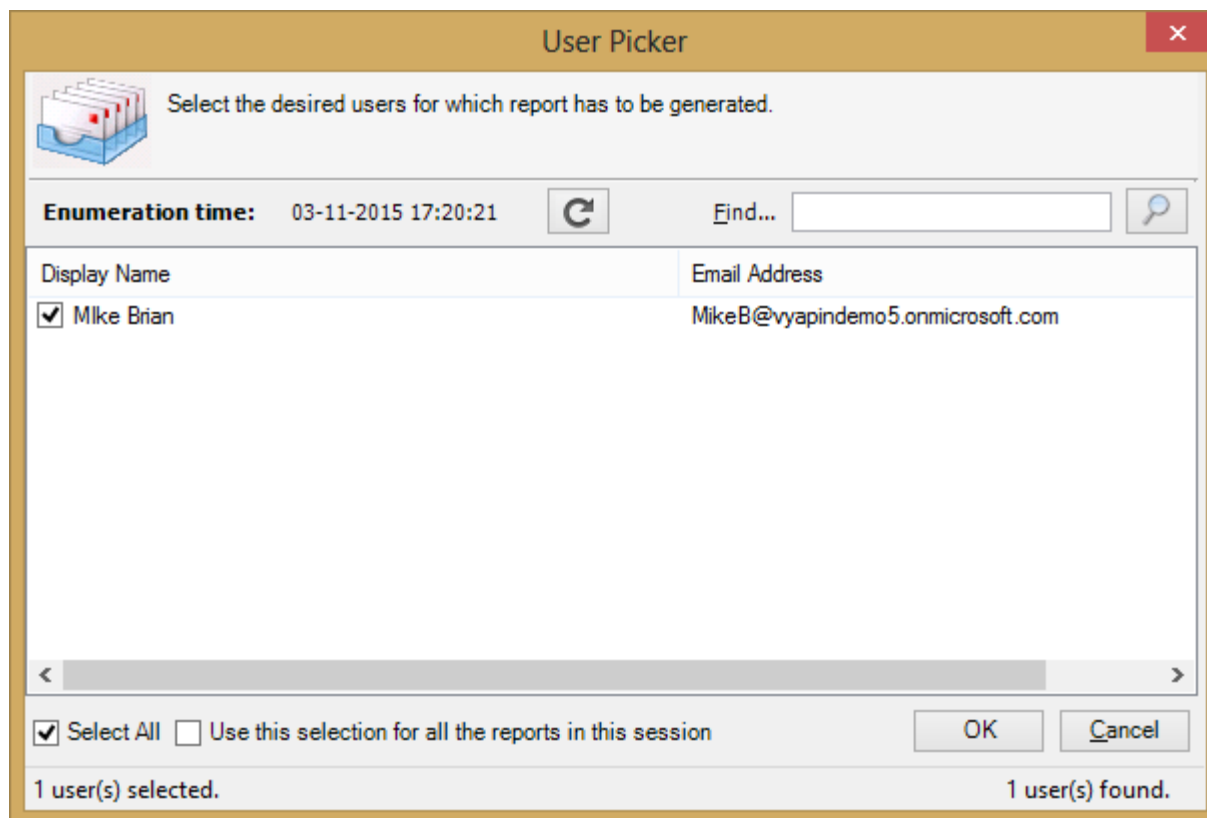 User Picker
Select the desired users for which report has to be generated.
Enumeration time: 03-11-2015 17:20:21 Find...
Display Name Email Address
MIke Brian MikeB@vyapindemo5.onmicrosoft.com
Select All Use this selection for all the reports in this session OK Cancel
1 user(s) selected. 1 user(s) found.